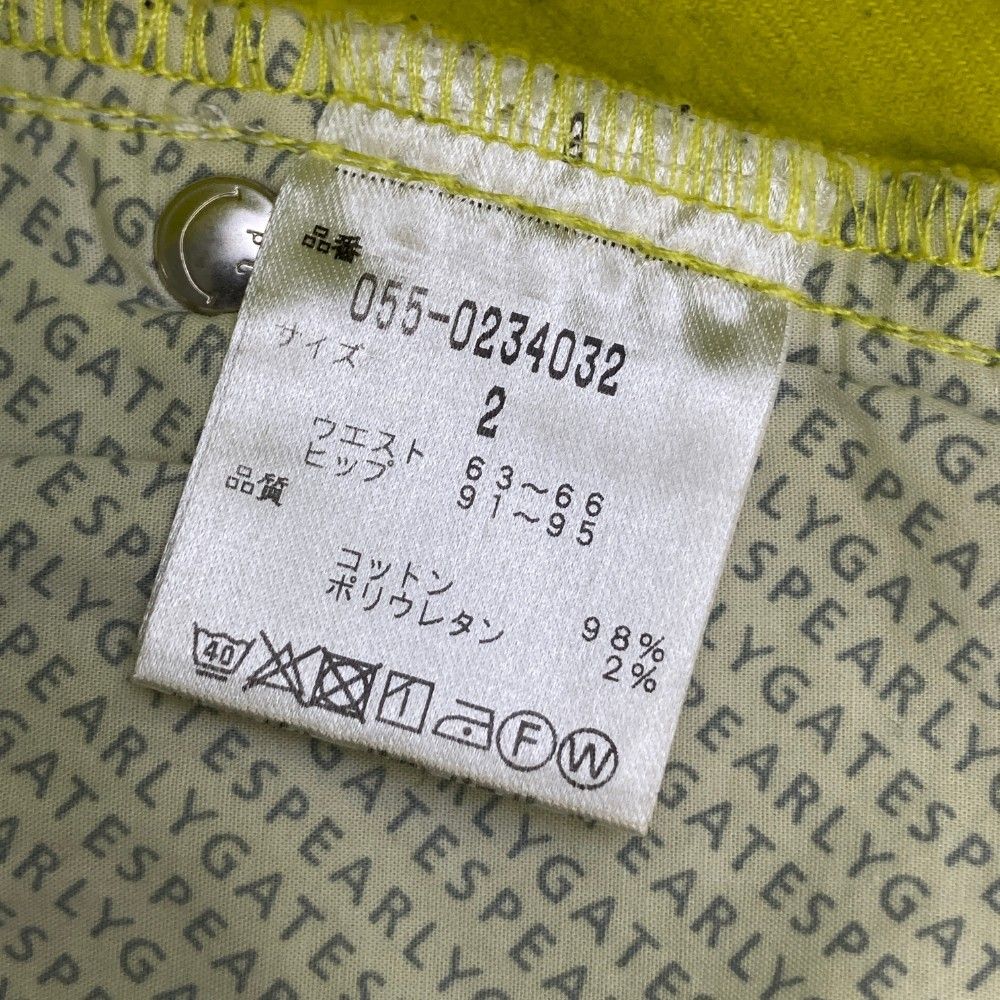 品番
055-0234032
サイズ
2
ウエスト 63~66
ヒップ 91~95
品質
コットン 98%
ポリウレタン 2%
40
F W
PEARLYGATES